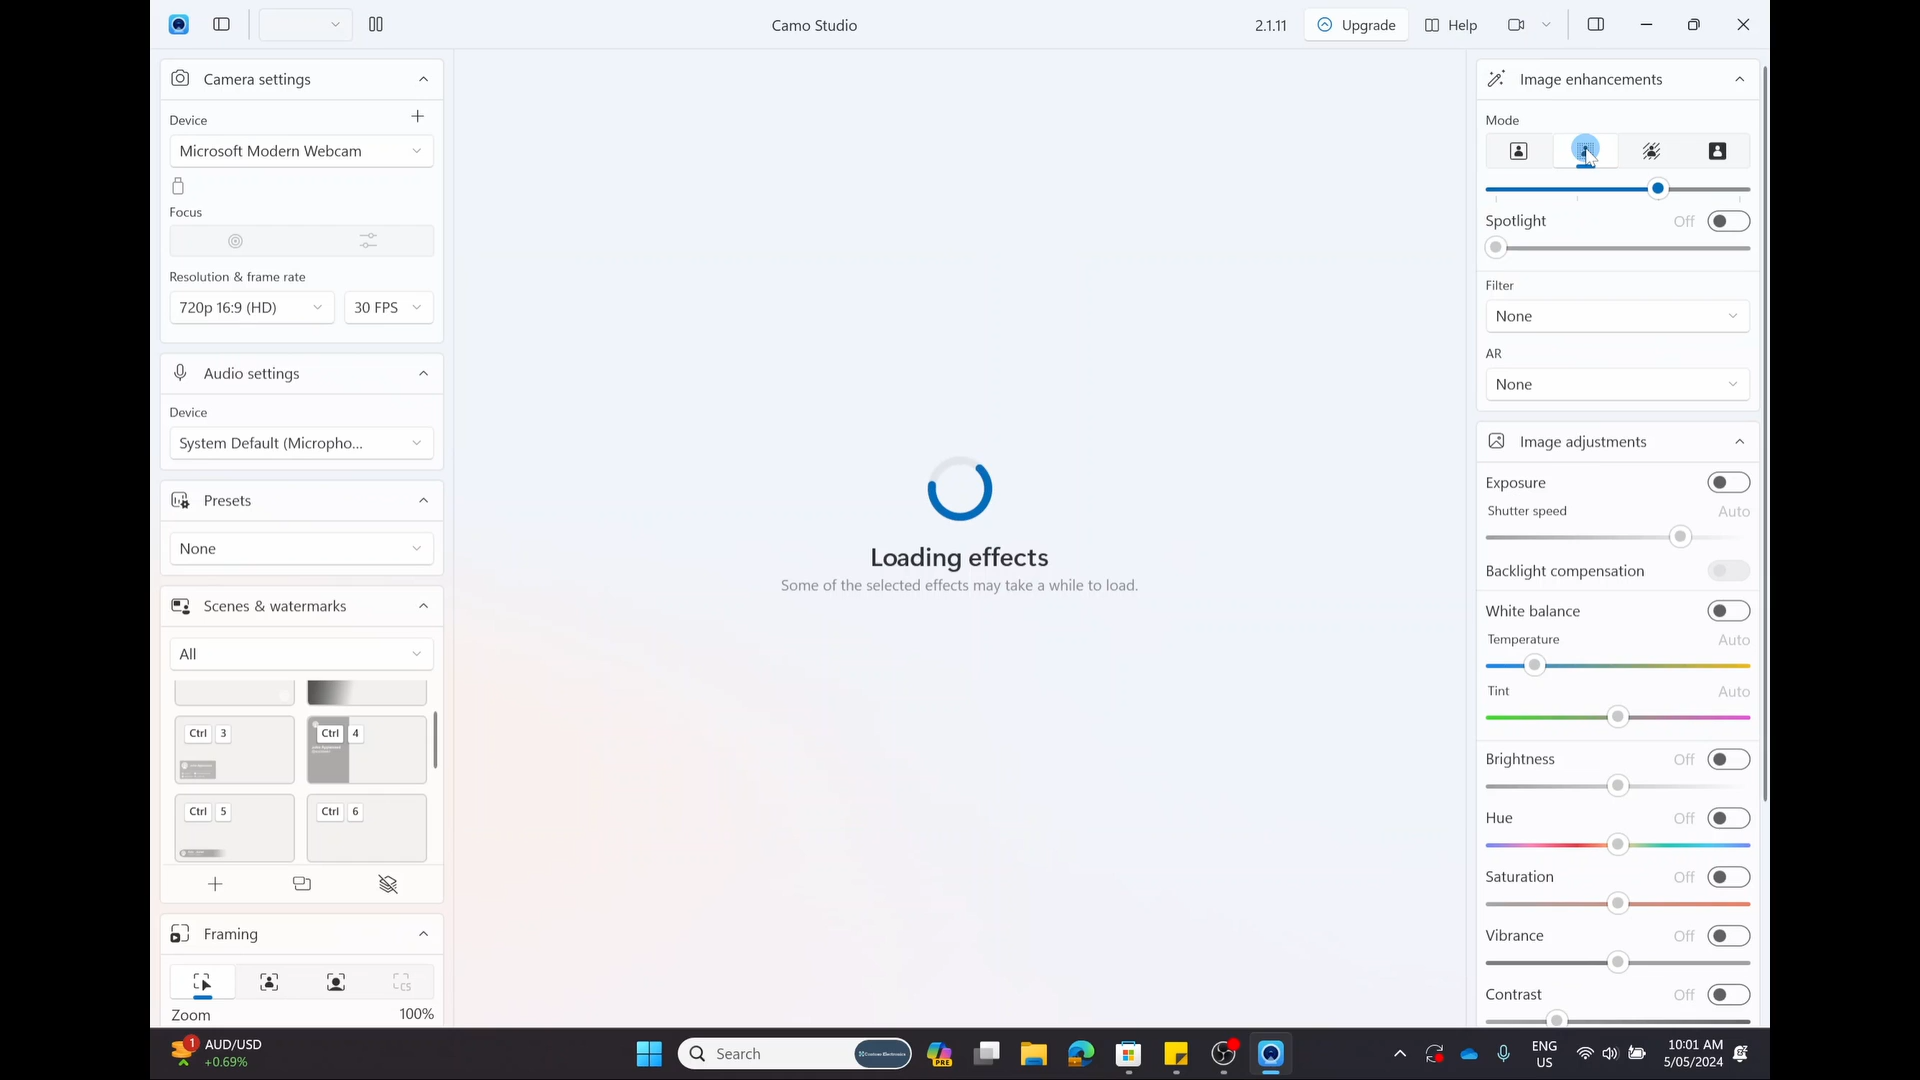 Camo Studio
2.1.11
Upgrade
Help
Camera settings
Device
Microsoft Modern Webcam
Focus
Resolution & frame rate
720p 16:9 (HD)
30 FPS
Audio settings
Device
System Default (Micropho...
Presets
None
Scenes & watermarks
All
Ctrl 3
Ctrl 4
Ctrl 5
Ctrl 6
Framing
CS
Zoom 100%
Loading effects
Some of the selected effects may take a while to load.
Image enhancements
Mode
Spotlight Off
Filter
None
AR
None
Image adjustments
Exposure
Shutter speed Auto
Backlight compensation
White balance
Temperature Auto
Tint Auto
Brightness Off
Hue Off
Saturation Off
Vibrance Off
Contrast Off
1
AUD/USD
+0.69%
Search
PRE
ENG
US
10:01 AM
5/05/2024